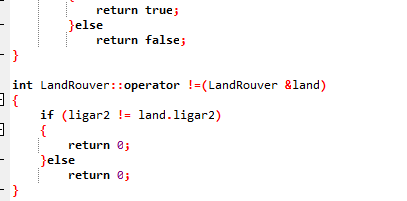 {
return true;
}else
return false;
}
int LandRouver::operator !=(LandRouver &land)
{
if (ligar2 != land.ligar2)
{
return 0;
}else
return 0;
}